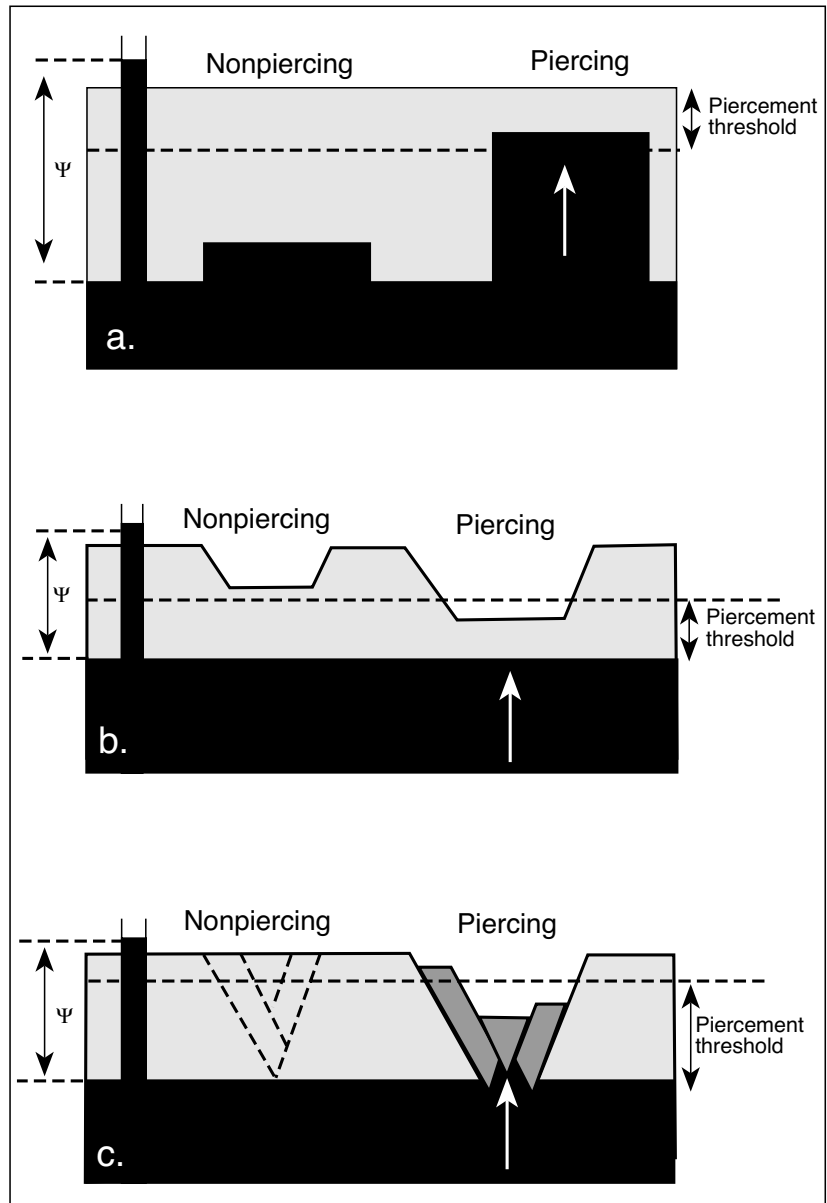 Nonpiercing
Piercing
Piercement
threshold
Ψ
a.
Nonpiercing
Piercing
Ψ
Piercement
threshold
b.
Nonpiercing
Piercing
Ψ
Piercement
threshold
c.